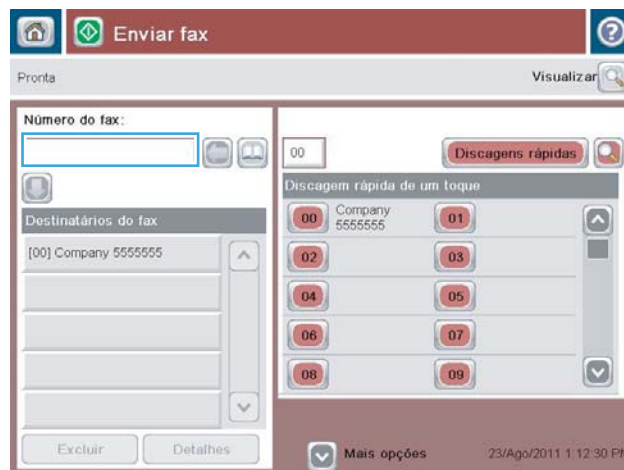 Enviar fax
Pronta
Visualizar
Número do fax:
00
Discagens rápidas
Discagem rápida de um toque
Destinatários do fax
[00] Company 5555555
00 Company 5555555 01
02 03
04 05
06 07
08 09
Excluir Detalhes
Mais opções
23/Ago/2011 1:12:30 PM